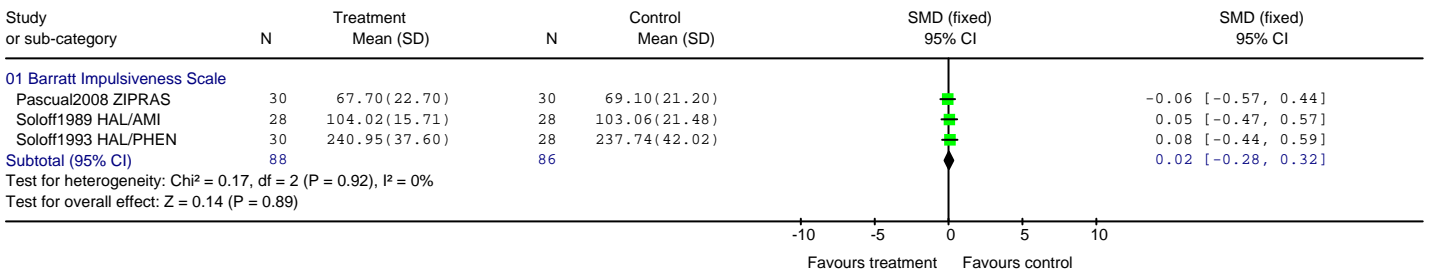 Study Treatment Control SMD (fixed) SMD (fixed)
or sub-category N Mean (SD) N Mean (SD) 95% CI 95% CI
01 Barratt Impulsiveness Scale
Pascual2008 ZIPRAS 30 67.70(22.70) 30 69.10(21.20) -0.06 [-0.57, 0.44]
Soloff1989 HAL/AMI 28 104.02(15.71) 28 103.06(21.48) 0.05 [-0.47, 0.57]
Soloff1993 HAL/PHEN 30 240.95(37.60) 28 237.74(42.02) 0.08 [-0.44, 0.59]
Subtotal (95% CI) 88 86 0.02 [-0.28, 0.32]
Test for heterogeneity: Chi² = 0.17, df = 2 (P = 0.92), I² = 0%
Test for overall effect: Z = 0.14 (P = 0.89)
-10 -5 0 5 10
Favours treatment Favours control